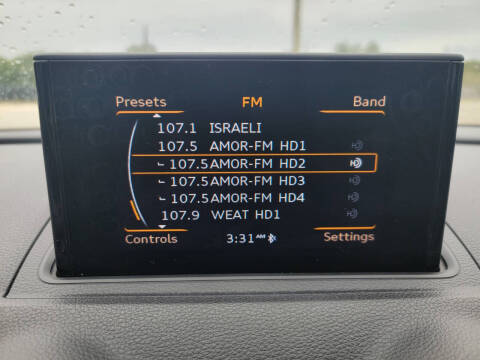 Presets FM Band
107.1 ISRAELI
107.5 AMOR-FM HD1
107.5 AMOR-FM HD2
107.5 AMOR-FM HD3
107.5 AMOR-FM HD4
107.9 WEAT HD1
Controls 3:31 AM Settings